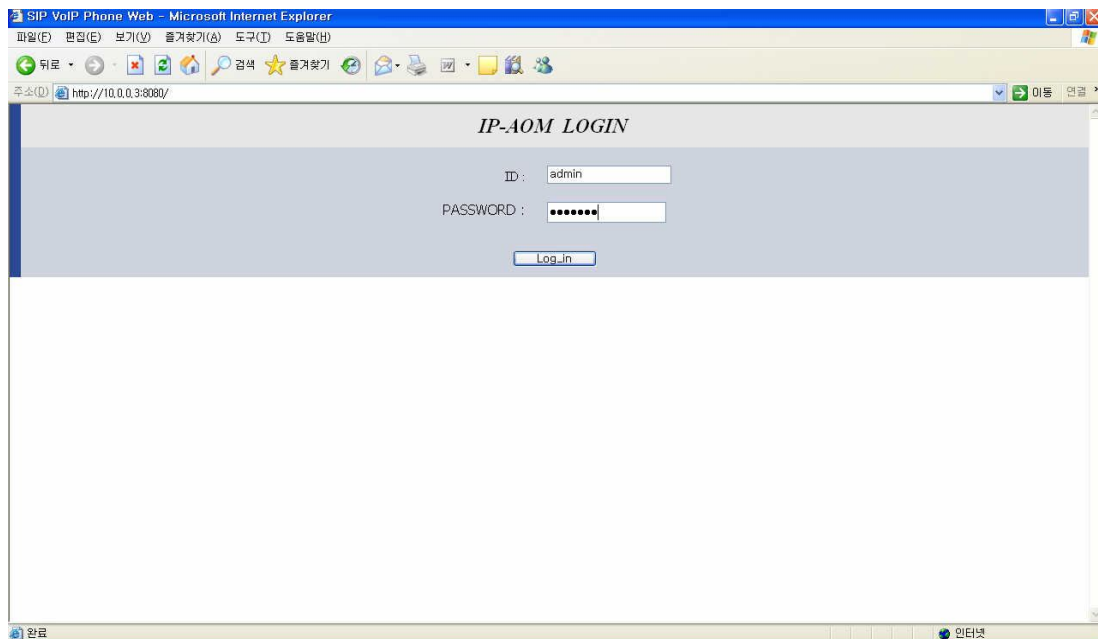 SIP VoIP Phone Web - Microsoft Internet Explorer
파일(F) 편집(E) 보기(V) 즐겨찾기(A) 도구(T) 도움말(H)
뒤로 검색 즐겨찾기
주소(D) http://10.0.0.3:8080/ 이동 연결 »
IP-AOM LOGIN
ID : admin
PASSWORD : •••••••
Log_in
완료 인터넷